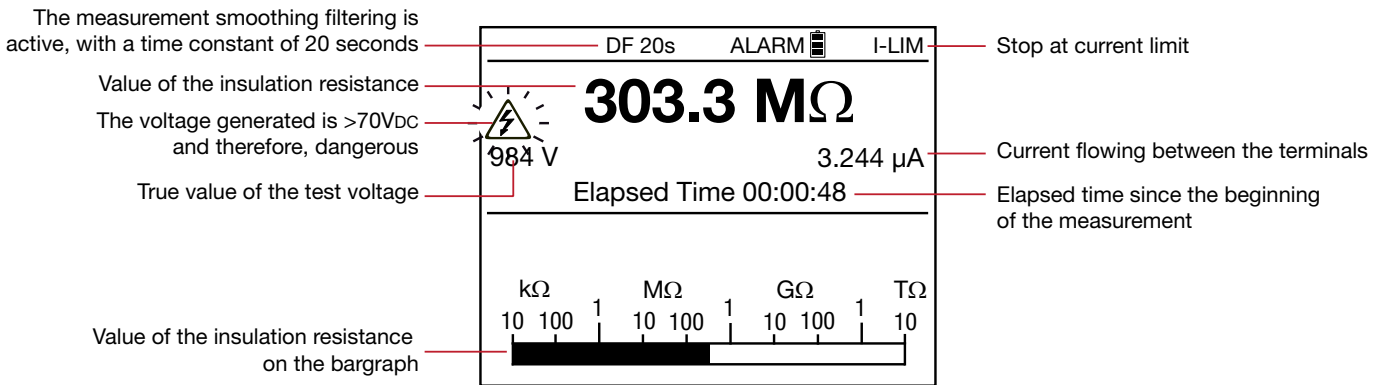 The measurement smoothing filtering is
active, with a time constant of 20 seconds
DF 20s ALARM I-LIM
Stop at current limit
Value of the insulation resistance
303.3 MΩ
The voltage generated is >70VDC
and therefore, dangerous
984 V
3.244 µA
Current flowing between the terminals
True value of the test voltage
Elapsed Time 00:00:48
Elapsed time since the beginning
of the measurement
kΩ MΩ GΩ TΩ
10 100 1 10 100 1 10 100 1 10
Value of the insulation resistance
on the bargraph